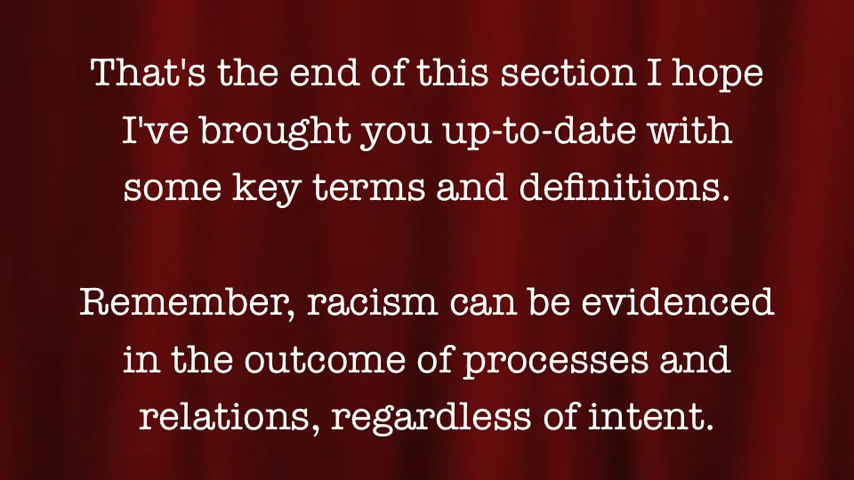 That's the end of this section I hope
I've brought you up-to-date with
some key terms and definitions.
Remember, racism can be evidenced
in the outcome of processes and
relations, regardless of intent.